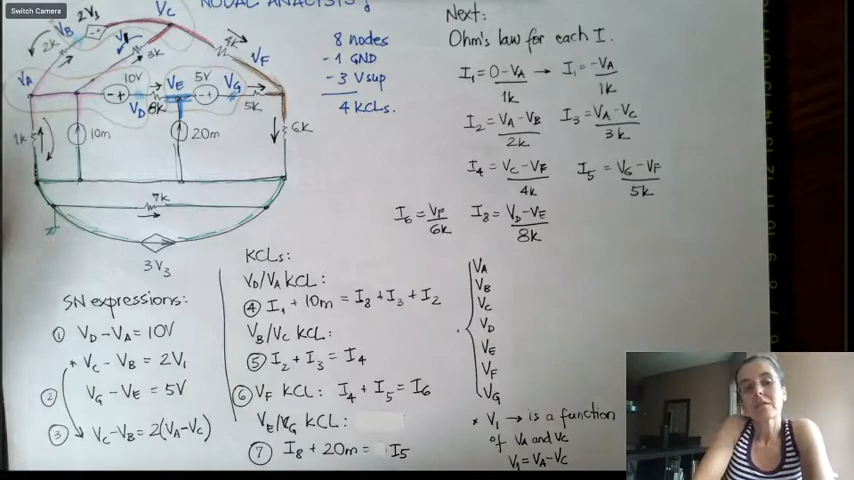 Switch Camera
NODAL ANALYSIS!
VC
2V3
VB
2k
V1
3k
4k
VF
VA
10V
VE
5V
VG
VD
8k
5k
1k
10m
20m
6k
7k
3V3
8 nodes
-1 GND
-3 Vsup
4 KCLs.
Next:
Ohm's law for each I.
I1 = 0-VA/1k → I1 = -VA/1k
I2 = VA-VB/2k I3 = VA-VC/3k
I4 = VC-VF/4k I5 = VG-VF/5k
I6 = VF/6k I8 = VD-VE/8k
SN expressions:
① VD-VA = 10V
* VC-VB = 2V1
② VG-VE = 5V
③ VC-VB = 2(VA-VC)
KCLs:
VD/VA KCL:
④ I1 + 10m = I8 + I3 + I2
VB/VC KCL:
⑤ I2 + I3 = I4
⑥ VF KCL: I4 + I5 = I6
VE/VG KCL:
⑦ I8 + 20m = I5
VA
VB
VC
VD
VE
VF
VG
* V1 → is a function
of VA and VC
V1 = VA-VC